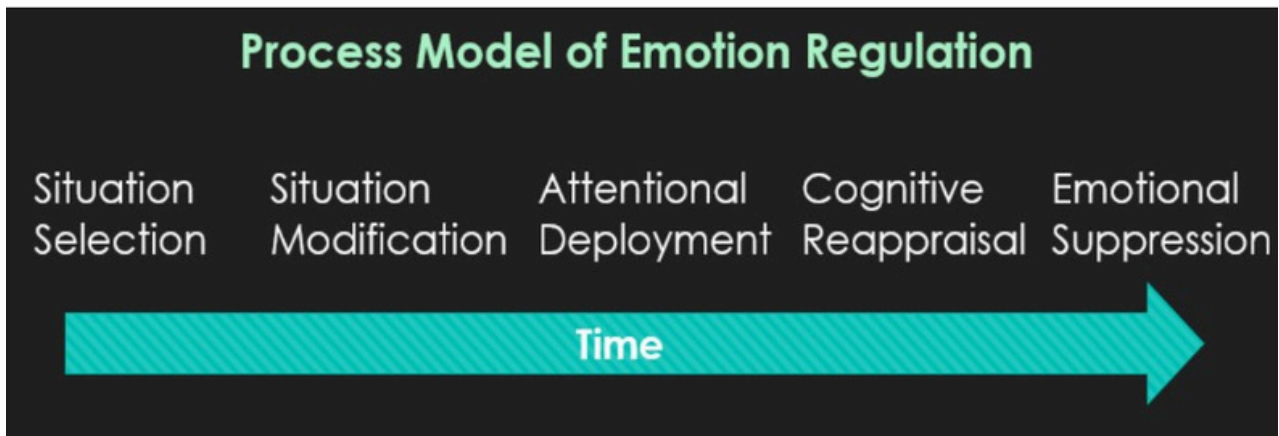 Process Model of Emotion Regulation
Situation Selection
Situation Modification
Attentional Deployment
Cognitive Reappraisal
Emotional Suppression
Time